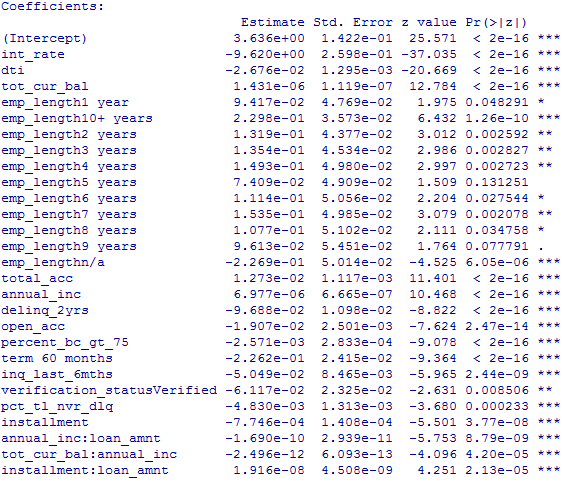 Coefficients:
Estimate Std. Error z value Pr(>|z|)
(Intercept) 3.636e+00 1.422e-01 25.571 < 2e-16 ***
int_rate -9.620e+00 2.598e-01 -37.035 < 2e-16 ***
dti -2.676e-02 1.295e-03 -20.669 < 2e-16 ***
tot_cur_bal 1.431e-06 1.119e-07 12.784 < 2e-16 ***
emp_length1 year 9.417e-02 4.769e-02 1.975 0.048291 *
emp_length10+ years 2.298e-01 3.573e-02 6.432 1.26e-10 ***
emp_length2 years 1.319e-01 4.377e-02 3.012 0.002592 **
emp_length3 years 1.354e-01 4.534e-02 2.986 0.002827 **
emp_length4 years 1.493e-01 4.980e-02 2.997 0.002723 **
emp_length5 years 7.409e-02 4.909e-02 1.509 0.131251
emp_length6 years 1.114e-01 5.056e-02 2.204 0.027544 *
emp_length7 years 1.535e-01 4.985e-02 3.079 0.002078 **
emp_length8 years 1.077e-01 5.102e-02 2.111 0.034758 *
emp_length9 years 9.613e-02 5.451e-02 1.764 0.077791 .
emp_lengthn/a -2.269e-01 5.014e-02 -4.525 6.05e-06 ***
total_acc 1.273e-02 1.117e-03 11.401 < 2e-16 ***
annual_inc 6.977e-06 6.665e-07 10.468 < 2e-16 ***
delinq_2yrs -9.688e-02 1.098e-02 -8.822 < 2e-16 ***
open_acc -1.907e-02 2.501e-03 -7.624 2.47e-14 ***
percent_bc_gt_75 -2.571e-03 2.833e-04 -9.078 < 2e-16 ***
term 60 months -2.262e-01 2.415e-02 -9.364 < 2e-16 ***
inq_last_6mths -5.049e-02 8.465e-03 -5.965 2.44e-09 ***
verification_statusVerified -6.117e-02 2.325e-02 -2.631 0.008506 **
pct_tl_nvr_dlq -4.830e-03 1.313e-03 -3.680 0.000233 ***
installment -7.746e-04 1.408e-04 -5.501 3.77e-08 ***
annual_inc:loan_amnt -1.690e-10 2.939e-11 -5.753 8.79e-09 ***
tot_cur_bal:annual_inc -2.496e-12 6.093e-13 -4.096 4.20e-05 ***
installment:loan_amnt 1.916e-08 4.508e-09 4.251 2.13e-05 ***